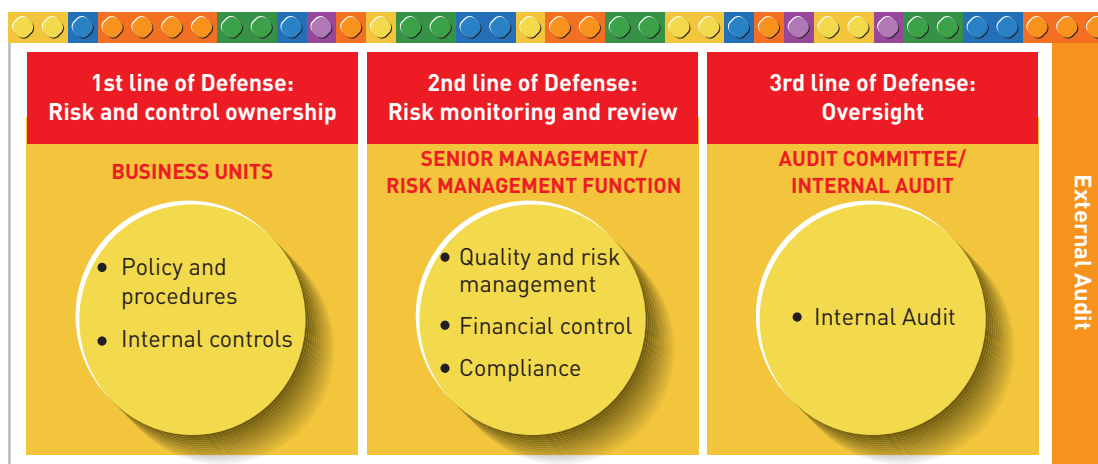 1st line of Defense:
Risk and control ownership
BUSINESS UNITS
• Policy and
procedures
• Internal controls
2nd line of Defense:
Risk monitoring and review
SENIOR MANAGEMENT/
RISK MANAGEMENT FUNCTION
• Quality and risk
management
• Financial control
• Compliance
3rd line of Defense:
Oversight
AUDIT COMMITTEE/
INTERNAL AUDIT
• Internal Audit
External Audit